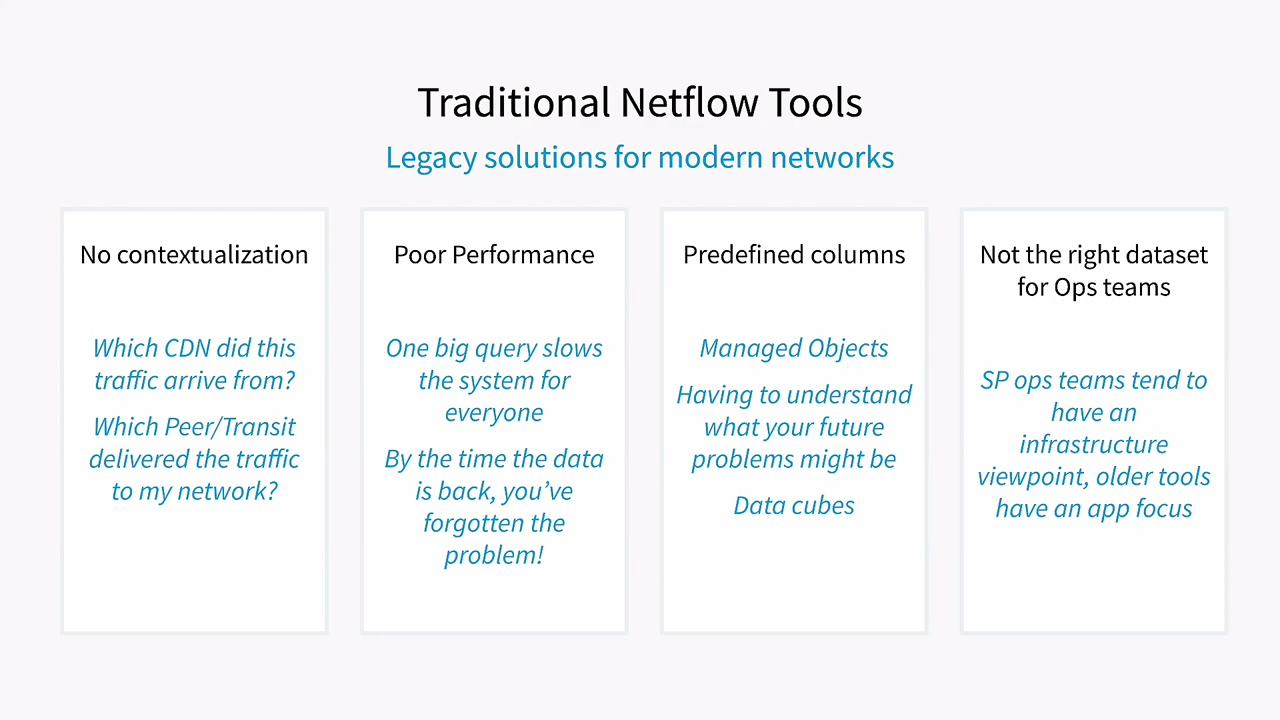 Traditional Netflow Tools
Legacy solutions for modern networks
No contextualization
Which CDN did this
traffic arrive from?
Which Peer/Transit
delivered the traffic
to my network?
Poor Performance
One big query slows
the system for
everyone
By the time the data
is back, you’ve
forgotten the
problem!
Predefined columns
Managed Objects
Having to understand
what your future
problems might be
Data cubes
Not the right dataset
for Ops teams
SP ops teams tend to
have an
infrastructure
viewpoint, older tools
have an app focus